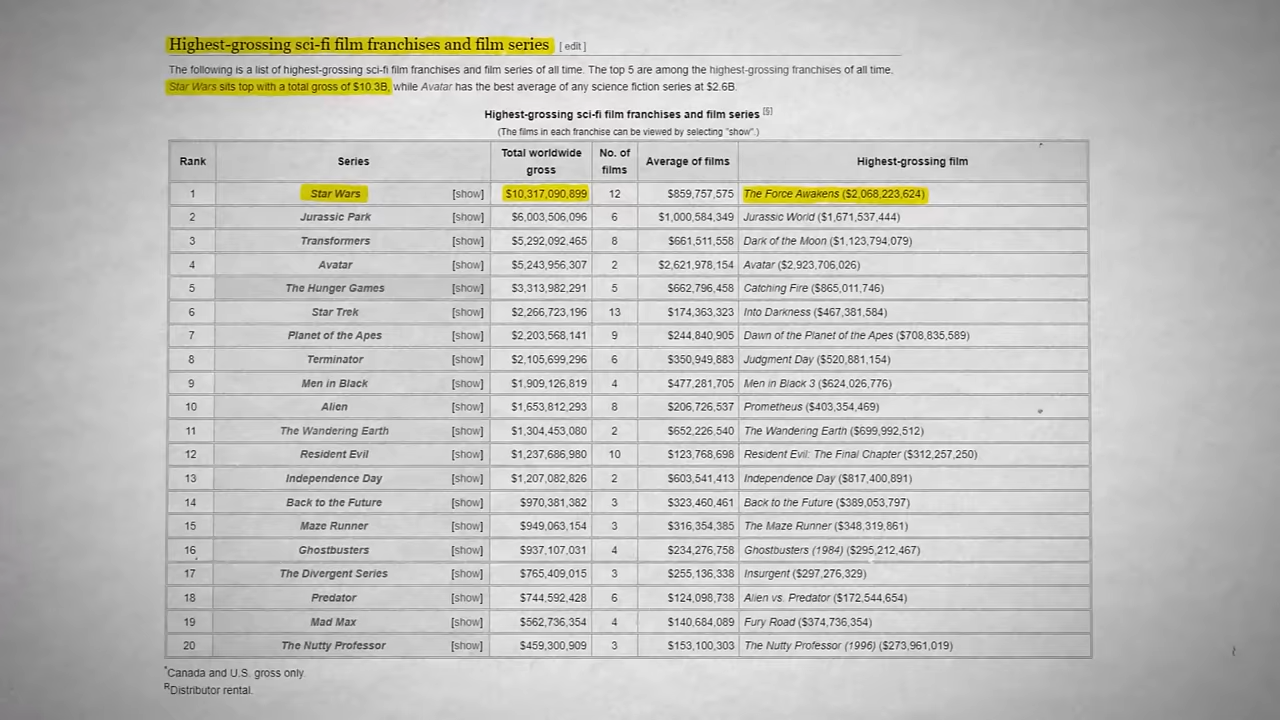 Highest-grossing sci-fi film franchises and film series [ edit ]
The following is a list of highest-grossing sci-fi film franchises and film series of all time. The top 5 are among the highest-grossing franchises of all time.
Star Wars sits top with a total gross of $10.3B, while Avatar has the best average of any science fiction series at $2.6B.
Highest-grossing sci-fi film franchises and film series [5]
(The films in each franchise can be viewed by selecting "show".)
Rank Series Total worldwide gross No. of films Average of films Highest-grossing film
1 Star Wars [show] $10,317,090,899 12 $859,757,575 The Force Awakens ($2,068,223,624)
2 Jurassic Park [show] $6,003,506,096 6 $1,000,584,349 Jurassic World ($1,671,537,444)
3 Transformers [show] $5,292,092,465 8 $661,511,558 Dark of the Moon ($1,123,794,079)
4 Avatar [show] $5,243,956,307 2 $2,621,978,154 Avatar ($2,923,706,026)
5 The Hunger Games [show] $3,313,982,291 5 $662,796,458 Catching Fire ($865,011,746)
6 Star Trek [show] $2,266,723,196 13 $174,363,323 Into Darkness ($467,381,584)
7 Planet of the Apes [show] $2,203,568,141 9 $244,840,905 Dawn of the Planet of the Apes ($708,835,589)
8 Terminator [show] $2,105,699,296 6 $350,949,883 Judgment Day ($520,881,154)
9 Men in Black [show] $1,909,126,819 4 $477,281,705 Men in Black 3 ($624,026,776)
10 Alien [show] $1,653,812,293 8 $206,726,537 Prometheus ($403,354,469)
11 The Wandering Earth [show] $1,304,453,080 2 $652,226,540 The Wandering Earth ($699,992,512)
12 Resident Evil [show] $1,237,686,980 10 $123,768,698 Resident Evil: The Final Chapter ($312,257,250)
13 Independence Day [show] $1,207,082,826 2 $603,541,413 Independence Day ($817,400,891)
14 Back to the Future [show] $970,381,382 3 $323,460,461 Back to the Future ($389,053,797)
15 Maze Runner [show] $949,063,154 3 $316,354,385 The Maze Runner ($348,319,861)
16 Ghostbusters [show] $937,107,031 4 $234,276,758 Ghostbusters (1984) ($295,212,467)
17 The Divergent Series [show] $765,409,015 3 $255,136,338 Insurgent ($297,276,329)
18 Predator [show] $744,592,428 6 $124,098,738 Alien vs. Predator ($172,544,654)
19 Mad Max [show] $562,736,354 4 $140,684,089 Fury Road ($374,736,354)
20 The Nutty Professor [show] $459,300,909 3 $153,100,303 The Nutty Professor (1996) ($273,961,019)
*Canada and U.S. gross only.
RDistributor rental.